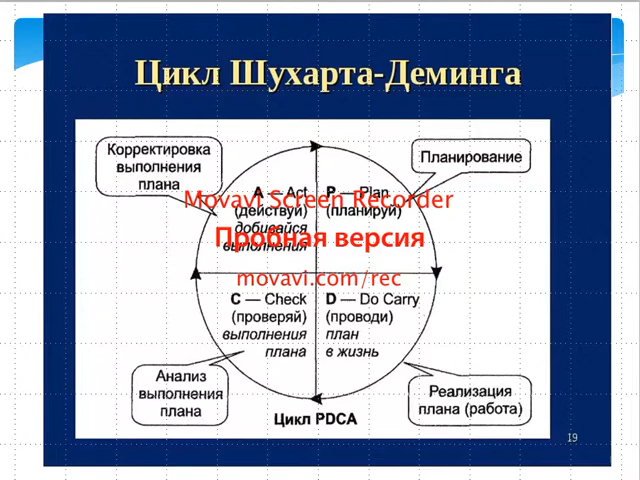 Цикл Шухарта-Деминга
Корректировка
выполнения
плана
Планирование
A — Act
(действуй)
добивайся
выполнения
P — Plan
(планируй)
Movavi Screen Recorder
Пробная версия
movavi.com/rec
C — Check
(проверяй)
выполнения
плана
D — Do Carry
(проводи)
план
в жизнь
Анализ
выполнения
плана
Реализация
плана (работа)
Цикл PDCA
19